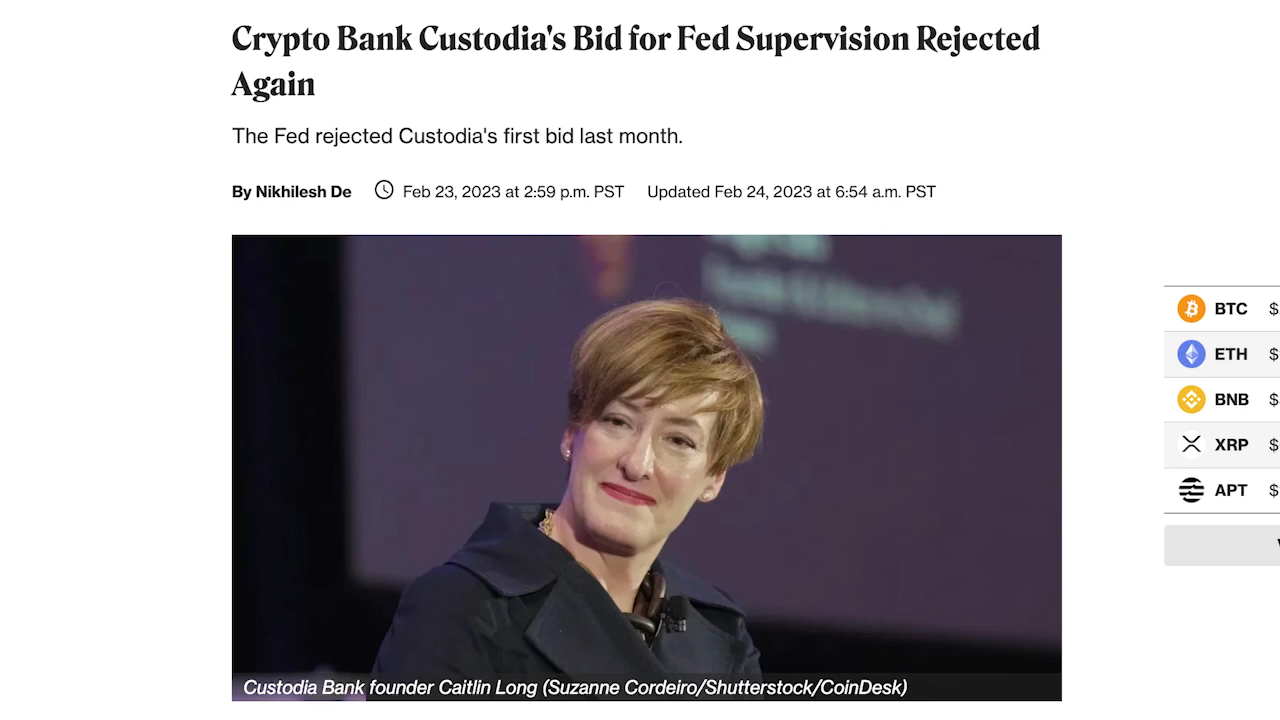 Crypto Bank Custodia's Bid for Fed Supervision Rejected
Again
The Fed rejected Custodia's first bid last month.
By Nikhilesh De Feb 23, 2023 at 2:59 p.m. PST Updated Feb 24, 2023 at 6:54 a.m. PST
BTC $
ETH $
BNB $
XRP $
APT $
Custodia Bank founder Caitlin Long (Suzanne Cordeiro/Shutterstock/CoinDesk)